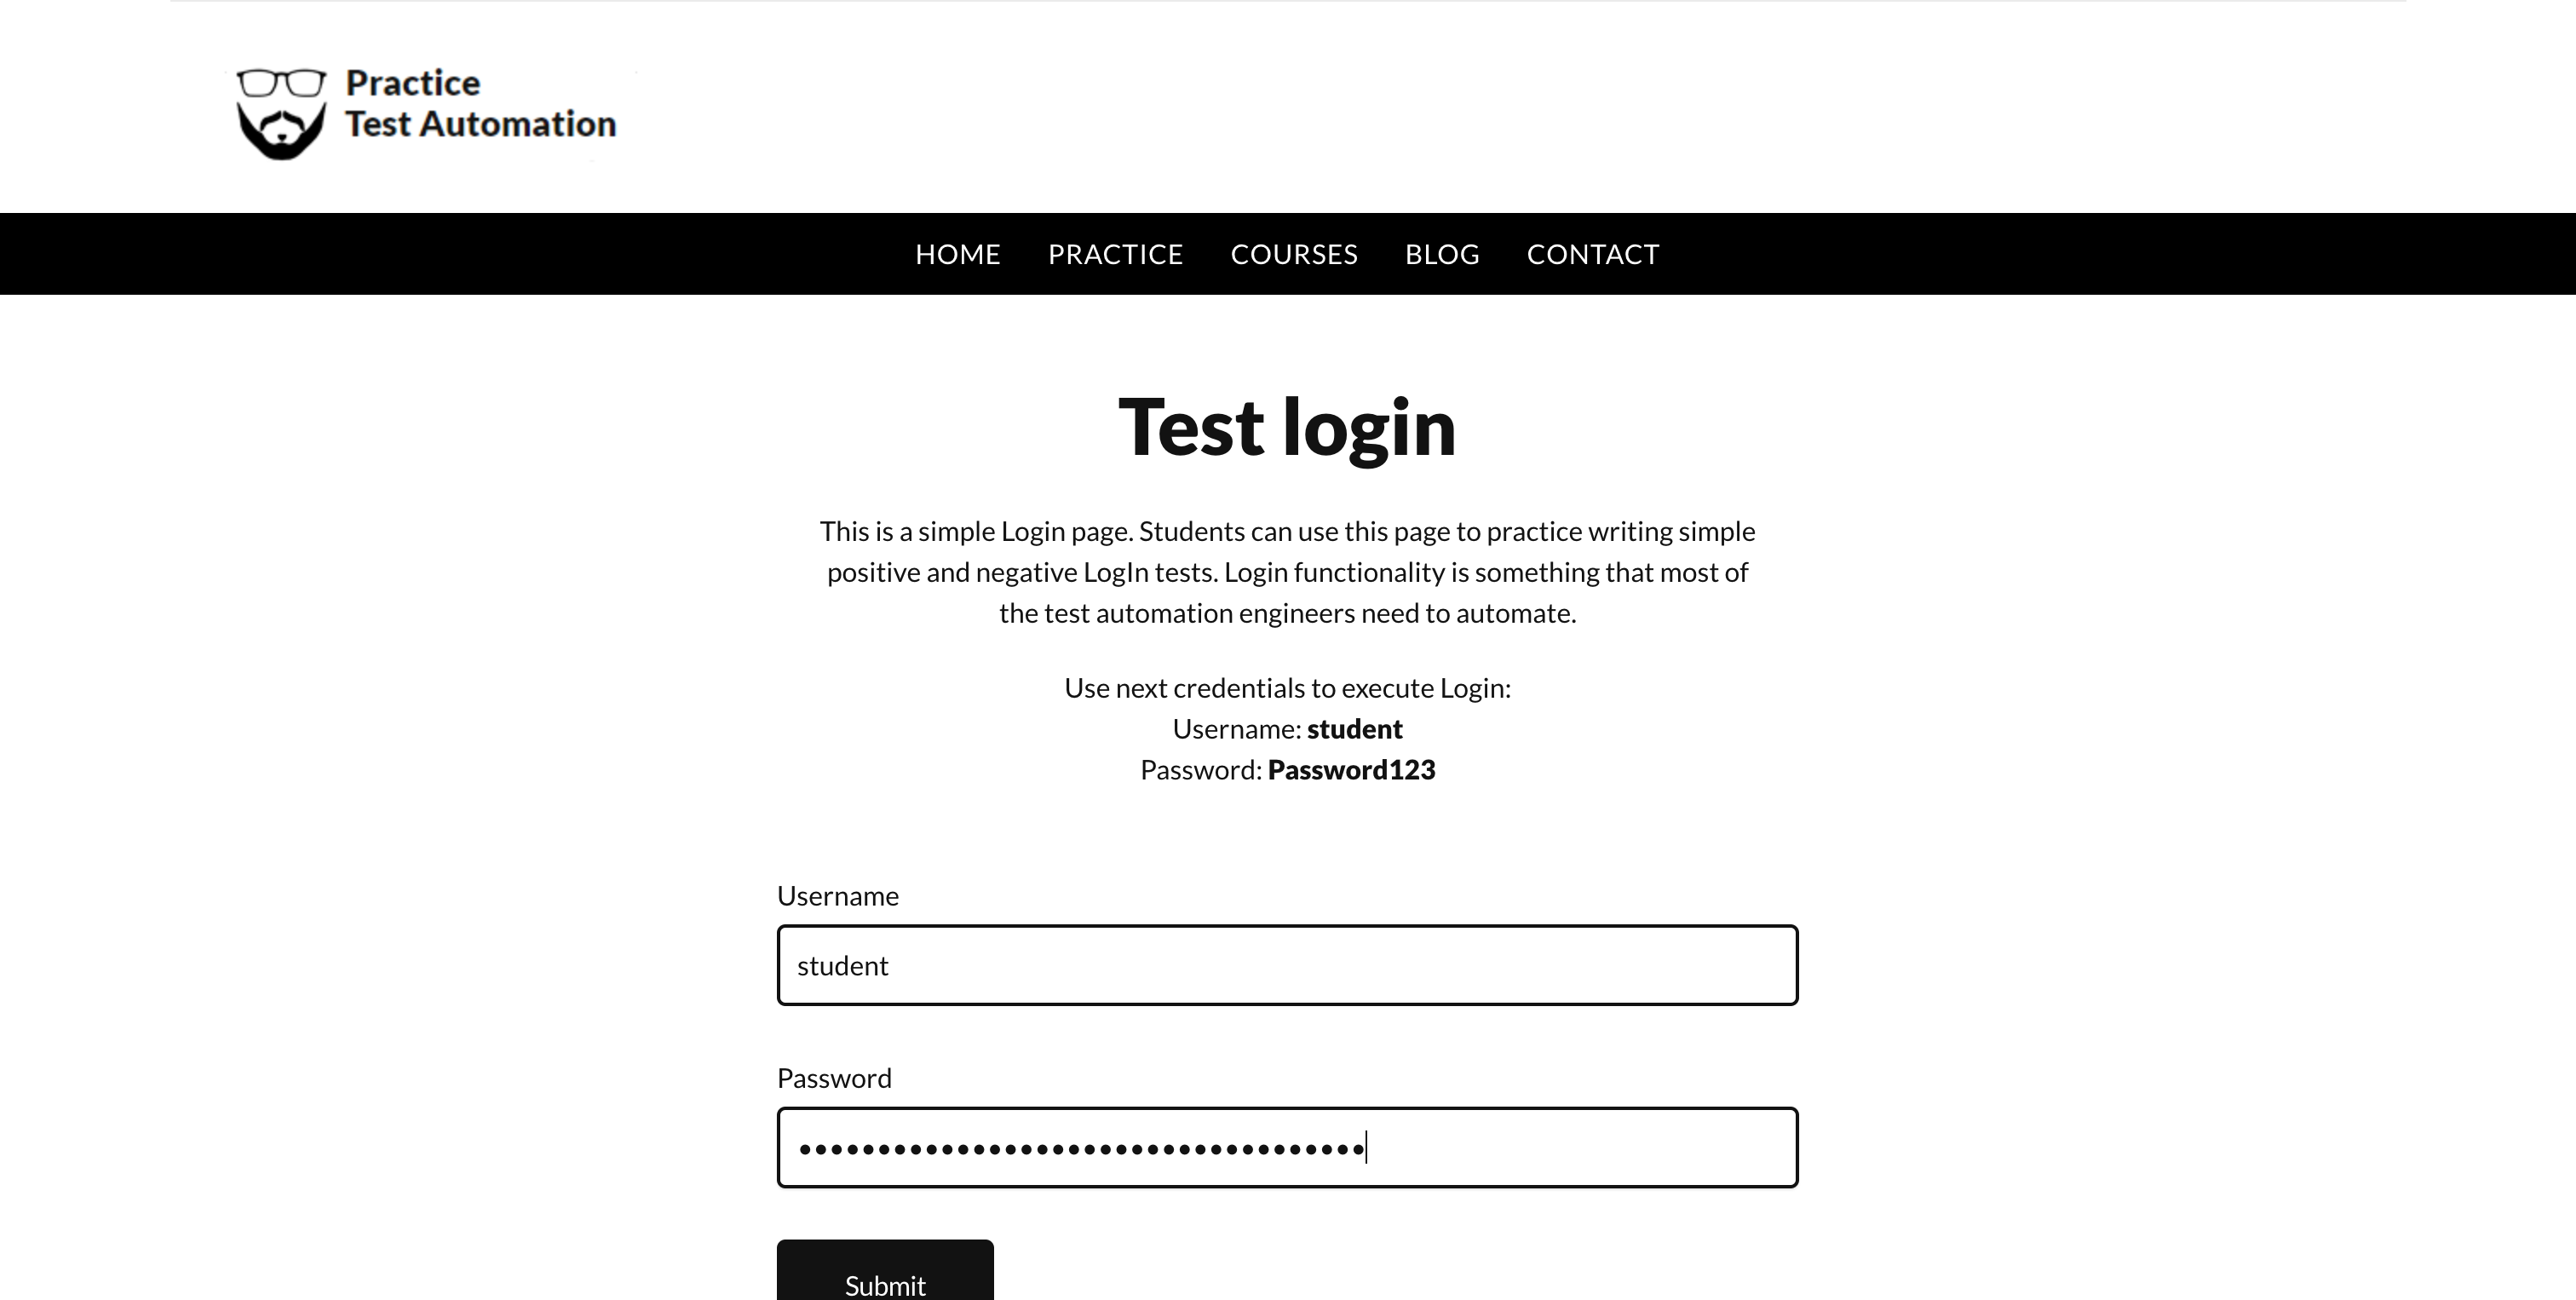 Practice
Test Automation
HOME PRACTICE COURSES BLOG CONTACT
Test login
This is a simple Login page. Students can use this page to practice writing simple
positive and negative LogIn tests. Login functionality is something that most of
the test automation engineers need to automate.
Use next credentials to execute Login:
Username: student
Password: Password123
Username
student
Password
••••••••••••••••••••••••••••••••••••
Submit